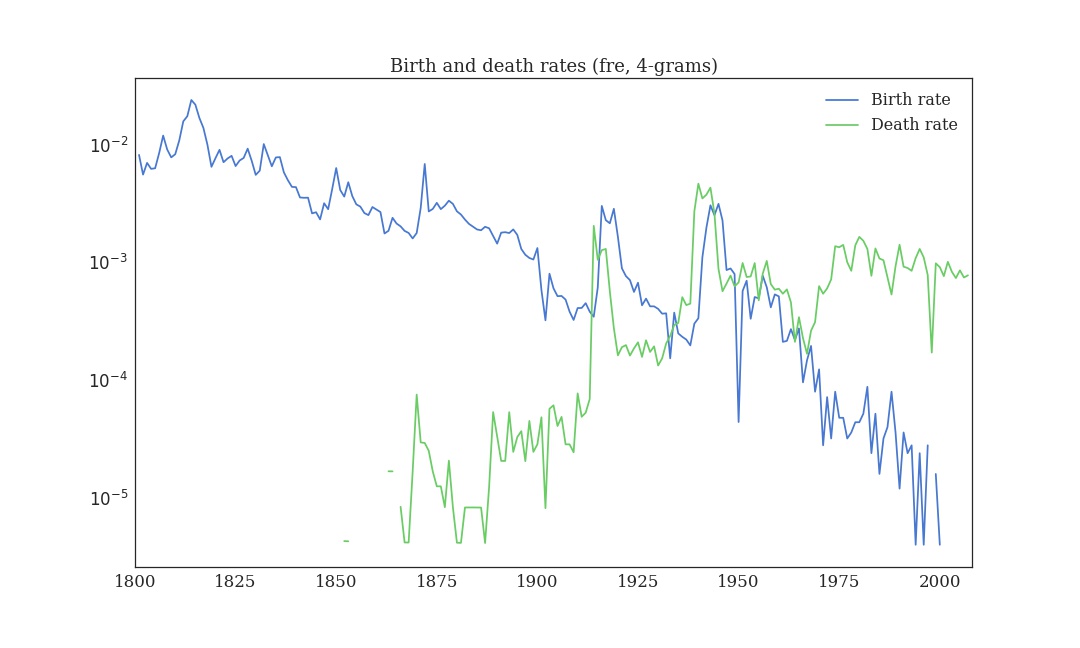 Birth and death rates (fre, 4-grams)
Birth rate
Death rate
10⁻²
10⁻³
10⁻⁴
10⁻⁵
1800 1825 1850 1875 1900 1925 1950 1975 2000